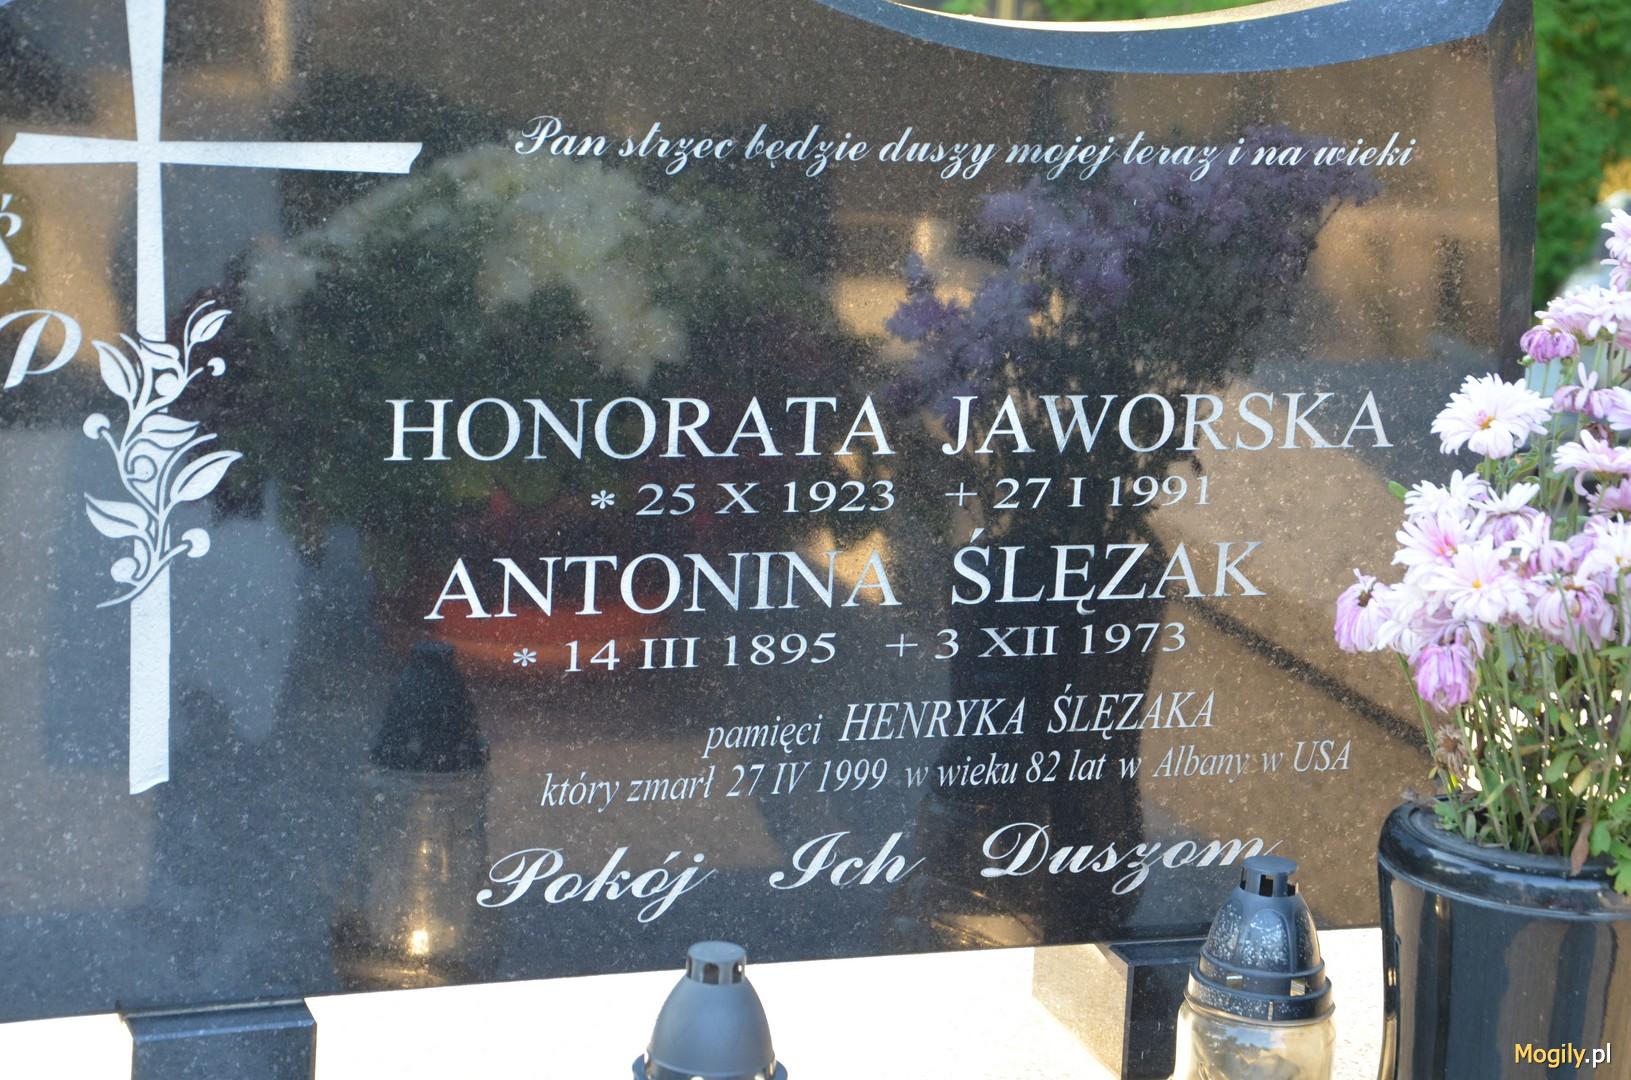 Pan strzec będzie duszy mojej teraz i na wieki
Ś
P
HONORATA JAWORSKA
* 25 X 1923 + 27 I 1991
ANTONINA ŚLĘZAK
* 14 III 1895 + 3 XII 1973
pamięci HENRYKA ŚLĘZAKA
który zmarł 27 IV 1999 w wieku 82 lat w Albany w USA
Pokój Ich Duszom
Mogily.pl